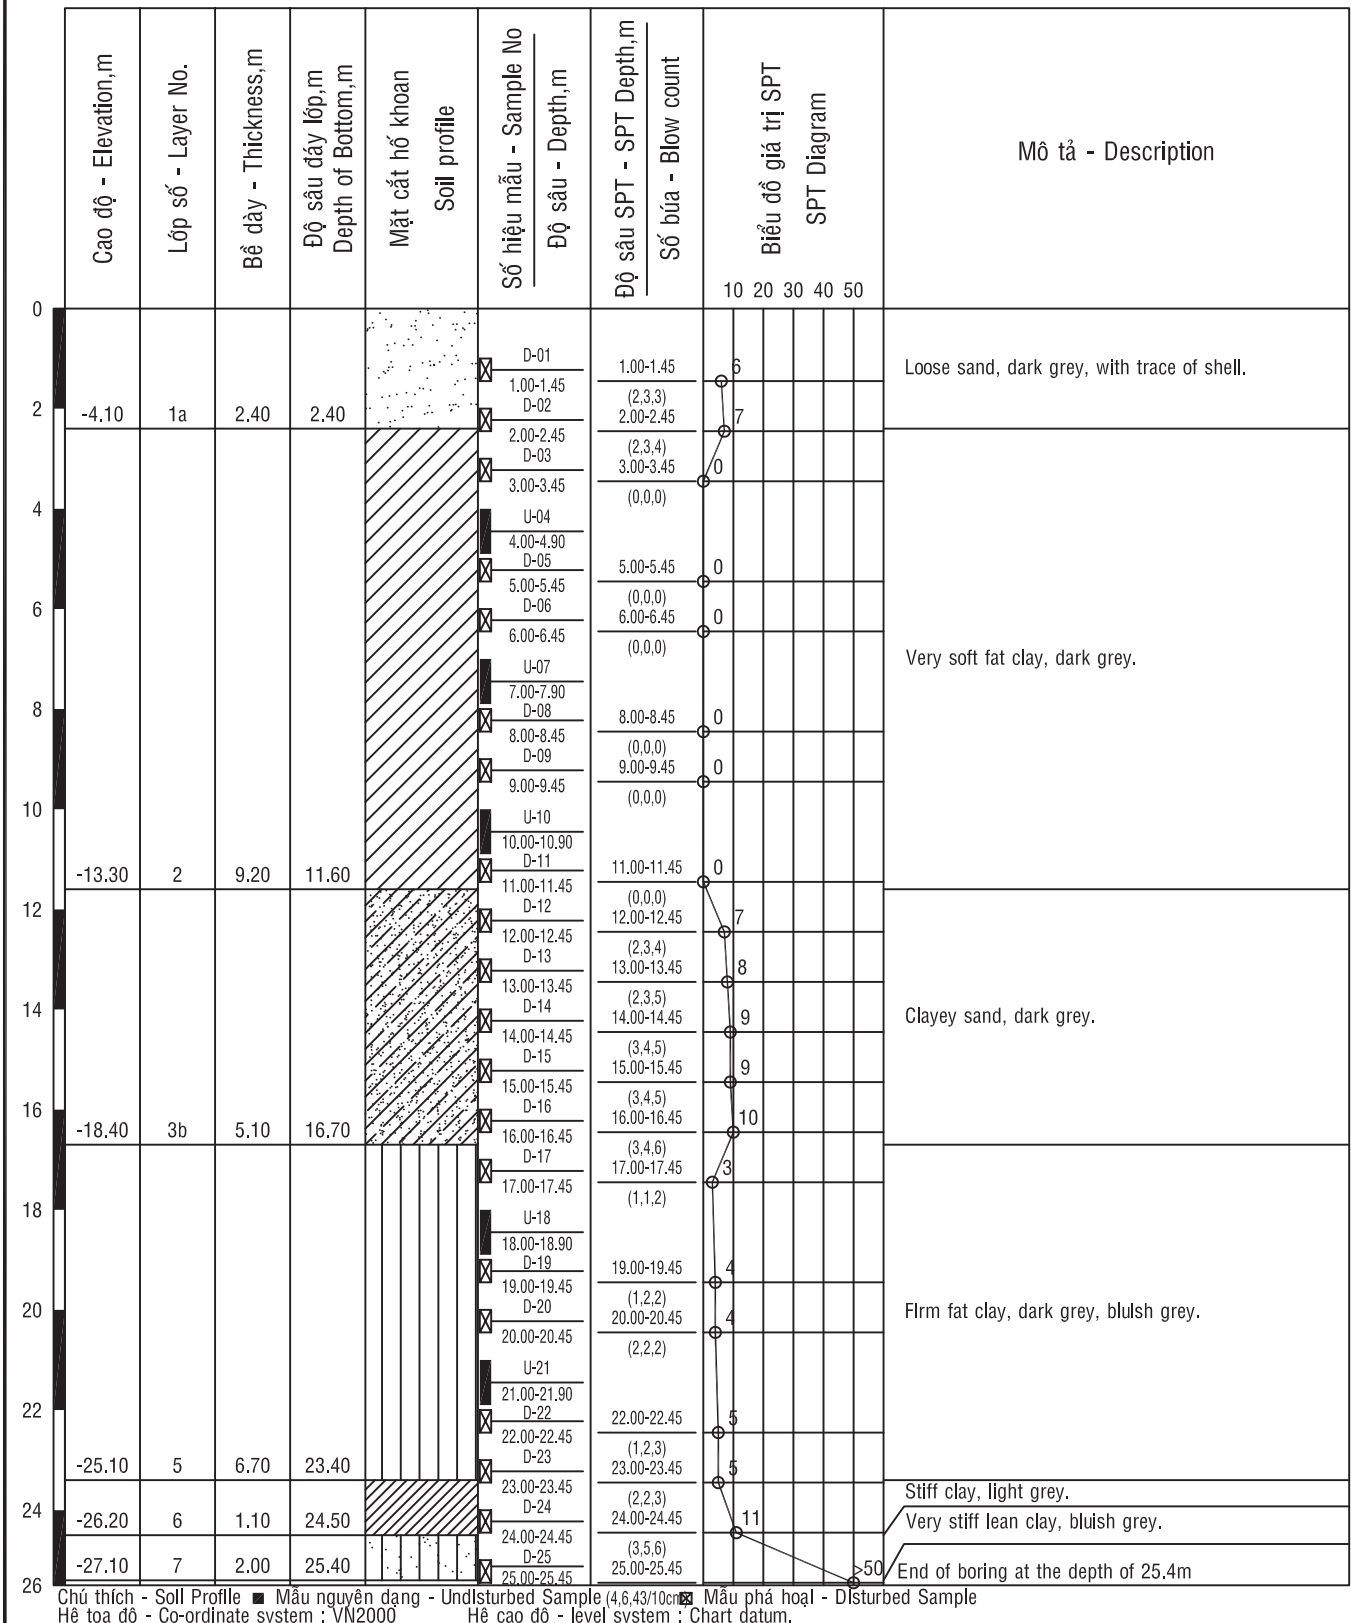 Cao độ - Elevation,m
Lớp số - Layer No.
Bề dày - Thickness,m
Độ sâu đáy lớp,m
Depth of Bottom,m
Mặt cắt hố khoan
Soil profile
Số hiệu mẫu - Sample No
Độ sâu - Depth,m
Độ sâu SPT - SPT Depth,m
Số búa - Blow count
Biểu đồ giá trị SPT
SPT Diagram
Mô tả - Description
10 20 30 40 50
0
D-01
1.00-1.45 6
Loose sand, dark grey, with trace of shell.
1.00-1.45
(2,3,3)
D-02
2.00-2.45 7
2
-4.10 1a 2.40 2.40
2.00-2.45
(2,3,4)
D-03
3.00-3.45 0
3.00-3.45
(0,0,0)
4
U-04
4.00-4.90
D-05
5.00-5.45 0
5.00-5.45
(0,0,0)
D-06
6.00-6.45 0
6
6.00-6.45
(0,0,0)
Very soft fat clay, dark grey.
U-07
7.00-7.90
D-08
8.00-8.45 0
8
8.00-8.45
(0,0,0)
D-09
9.00-9.45 0
9.00-9.45
(0,0,0)
10
U-10
10.00-10.90
D-11
11.00-11.45 0
-13.30 2 9.20 11.60
11.00-11.45
(0,0,0)
D-12
12.00-12.45 7
12
12.00-12.45
(2,3,4)
D-13
13.00-13.45 8
13.00-13.45
(2,3,5)
D-14
14.00-14.45 9
14
Clayey sand, dark grey.
14.00-14.45
(3,4,5)
D-15
15.00-15.45 9
15.00-15.45
(3,4,5)
D-16
16.00-16.45 10
16
-18.40 3b 5.10 16.70
16.00-16.45
(3,4,6)
D-17
17.00-17.45 3
17.00-17.45
(1,1,2)
18
U-18
18.00-18.90
D-19
19.00-19.45 4
19.00-19.45
(1,2,2)
D-20
20.00-20.45 4
20
FIrm fat clay, dark grey, bluIsh grey.
20.00-20.45
(2,2,2)
U-21
21.00-21.90
D-22
22.00-22.45 5
22
22.00-22.45
(1,2,3)
D-23
23.00-23.45 5
-25.10 5 6.70 23.40
23.00-23.45
(2,2,3)
Stiff clay, light grey.
D-24
24.00-24.45 11
24
-26.20 6 1.10 24.50
Very stiff lean clay, bluish grey.
24.00-24.45
(3,5,6)
D-25
25.00-25.45 >50
-27.10 7 2.00 25.40
End of boring at the depth of 25.4m
25.00-25.45
26
Chú thích - SoIl Profile Mẫu nguyên dạng - UndIsturbed Sample (4,6,43/10cm) Mẫu phá hoại - DIsturbed Sample
Hệ tọa độ - Co-ordinate system : VN2000 Hệ cao độ - level system : Chart datum.